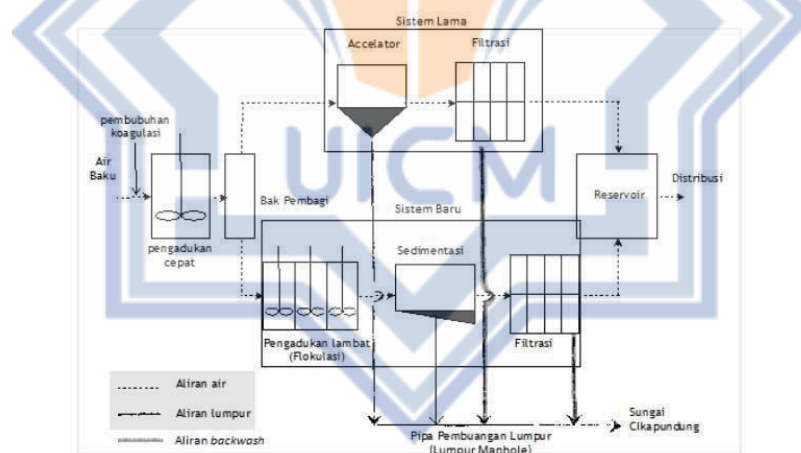 Sistem Lama
Accelator
Filtrasi
pembubuhan
koagulasi
Air
Baku
UICM
Bak Pembagi
Reservoir
Distribusi
pengadukan
cepat
Sistem Baru
Sedimentasi
Pengadukan lambat
(Flokulasi)
Filtrasi
Aliran air
Aliran lumpur
Aliran backwash
Pipa Pembuangan Lumpur
(Lumpur Manhole)
Sungai
Cikapundung